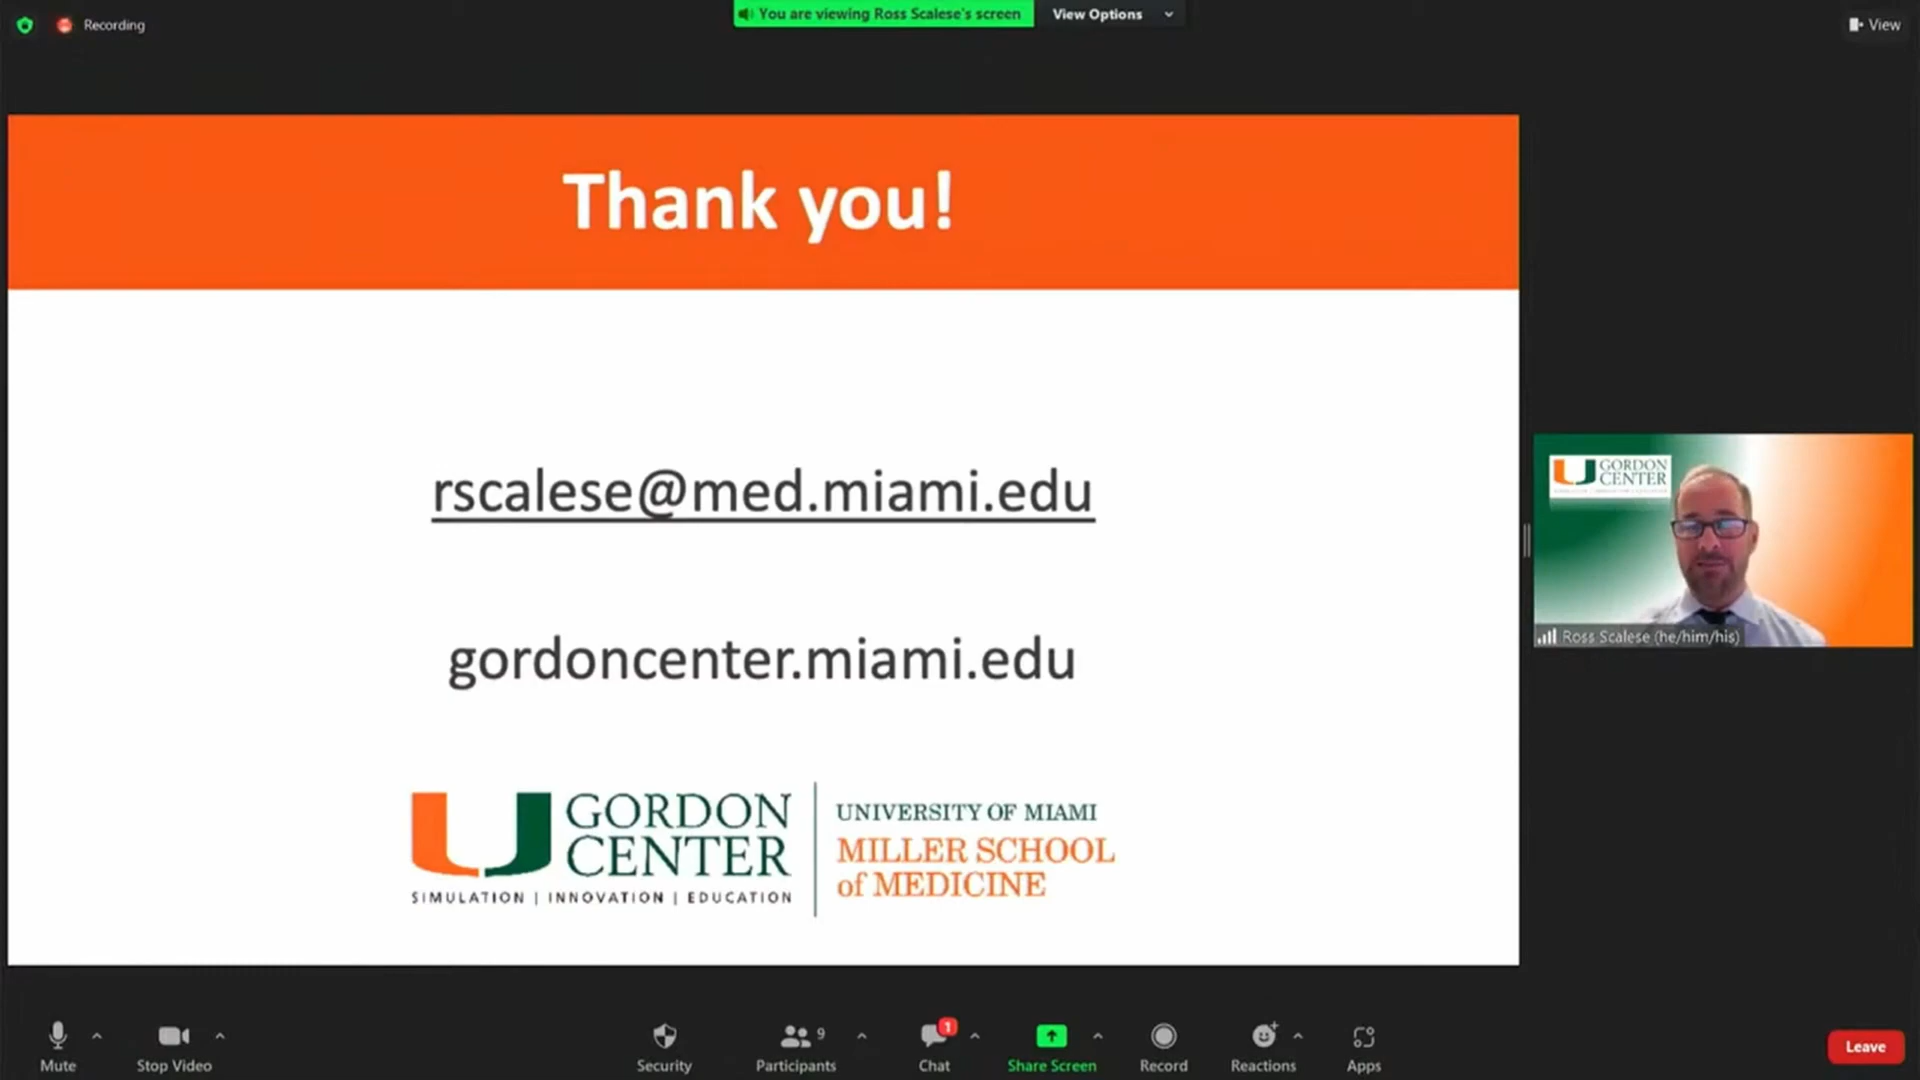 Recording
You are viewing Ross Scalese's screen
View Options
View
Thank you!
rscalese@med.miami.edu
gordoncenter.miami.edu
GORDON
CENTER
SIMULATION | INNOVATION | EDUCATION
UNIVERSITY OF MIAMI
MILLER SCHOOL
of MEDICINE
GORDON
CENTER
Ross Scalese (he/him/his)
Mute
Stop Video
Security
Participants
9
Chat
1
Share Screen
Record
Reactions
Apps
Leave